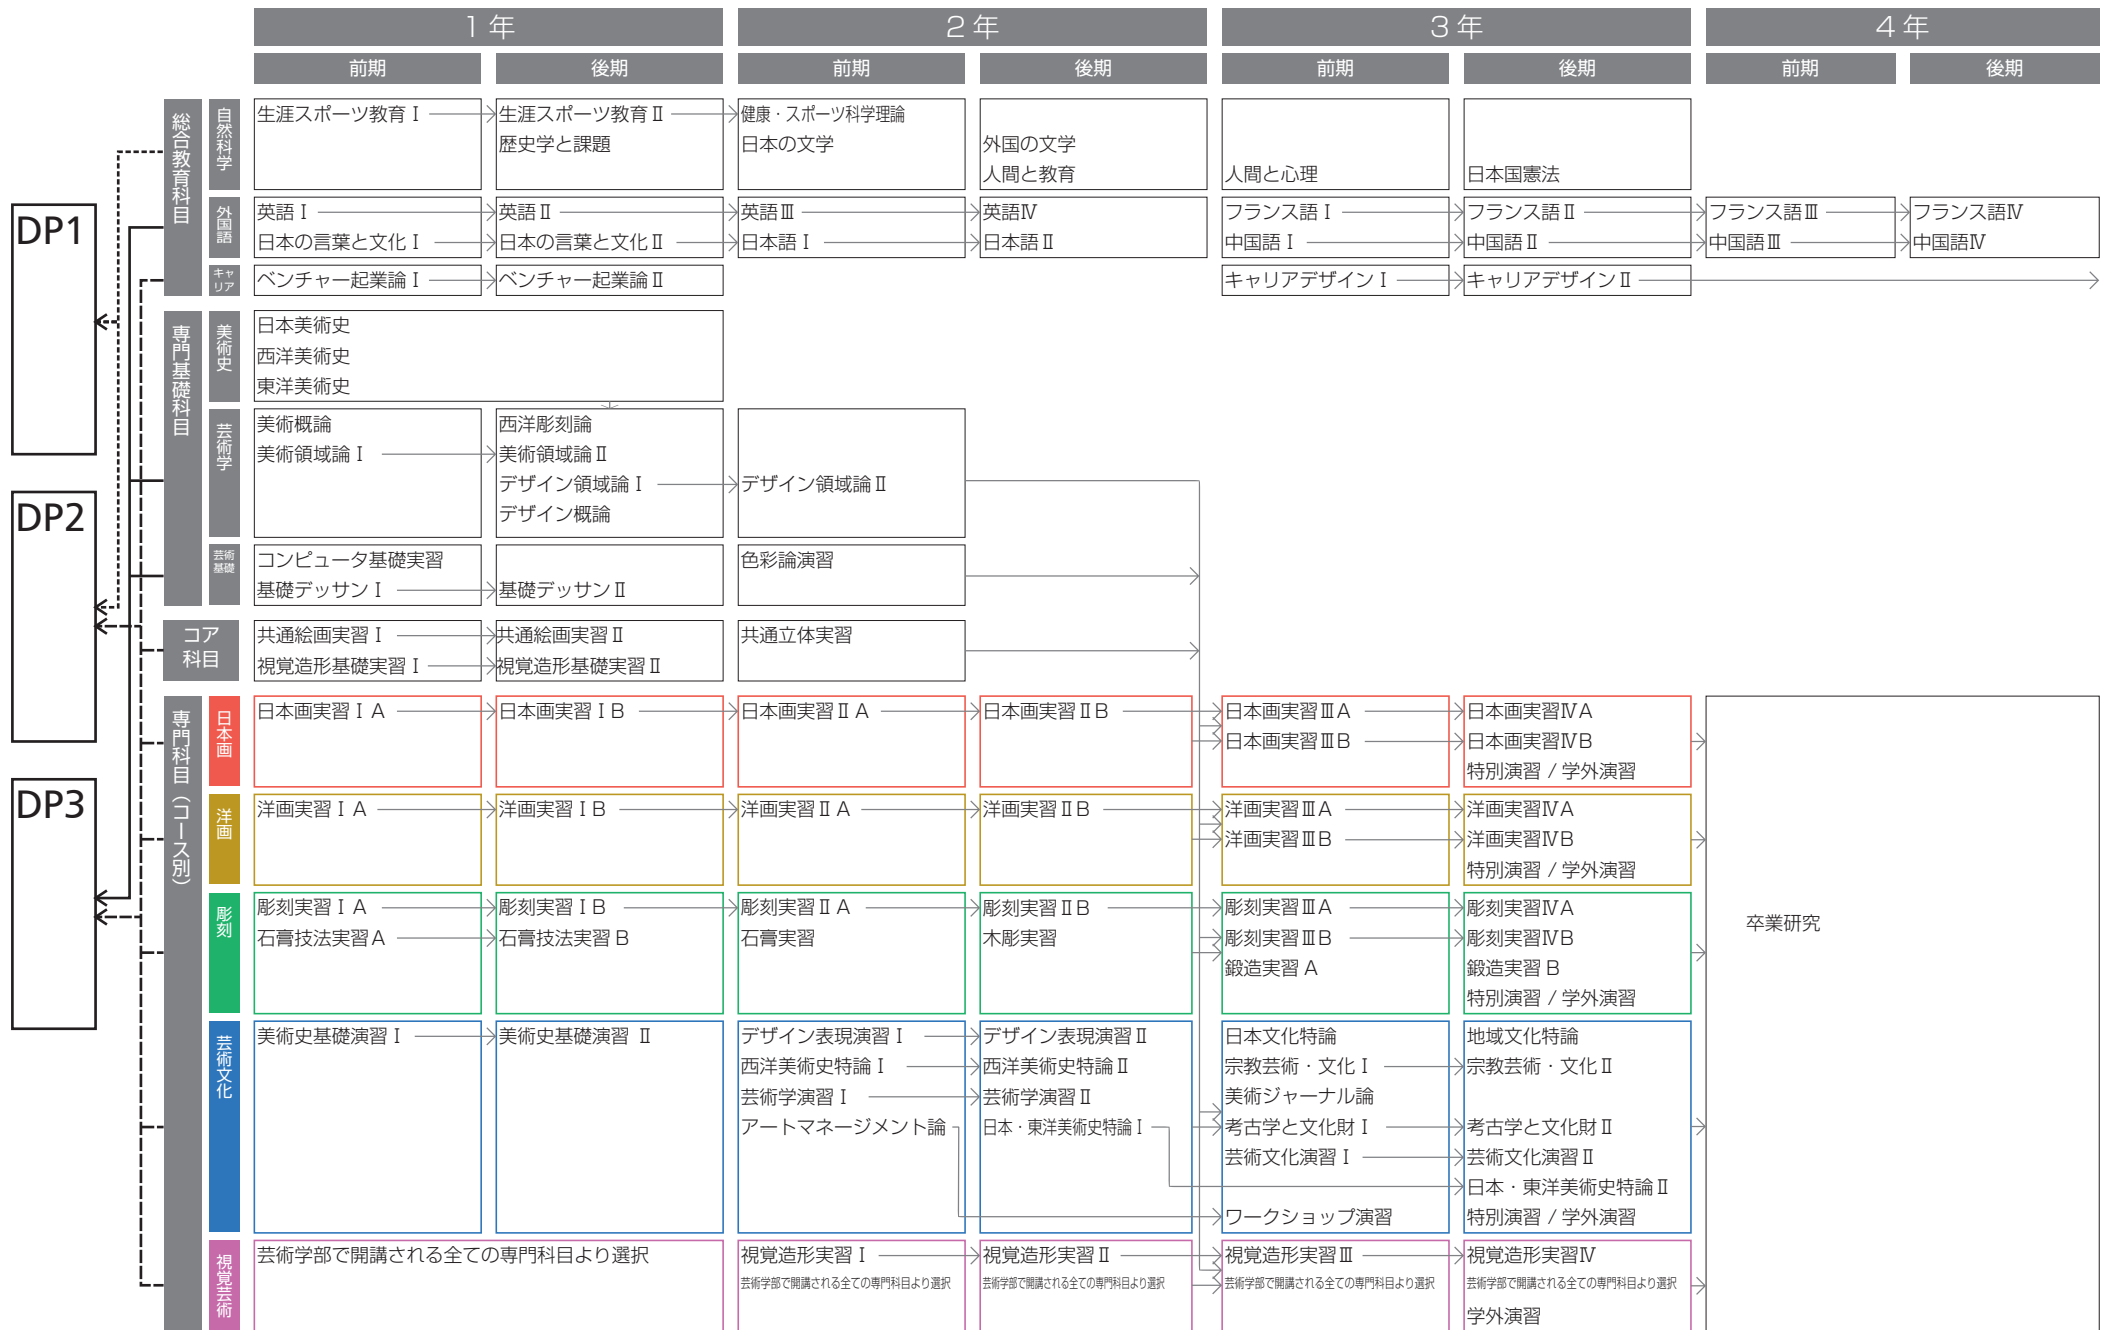 1年 2年 3年 4年
前期 後期 前期 後期 前期 後期 前期 後期
DP1
DP2
DP3
総合教育科目
自然科学
生涯スポーツ教育Ⅰ 生涯スポーツ教育Ⅱ 健康・スポーツ科学理論
歴史学と課題 日本の文学 外国の文学
人間と教育 人間と心理 日本国憲法
外国語
英語Ⅰ 英語Ⅱ 英語Ⅲ 英語Ⅳ フランス語Ⅰ フランス語Ⅱ フランス語Ⅲ フランス語Ⅳ
日本の言葉と文化Ⅰ 日本の言葉と文化Ⅱ 日本語Ⅰ 日本語Ⅱ 中国語Ⅰ 中国語Ⅱ 中国語Ⅲ 中国語Ⅳ
キャ
リア
ベンチャー起業論Ⅰ ベンチャー起業論Ⅱ キャリアデザインⅠ キャリアデザインⅡ
専門基礎科目
美術史
日本美術史
西洋美術史
東洋美術史
芸術学
美術概論 西洋彫刻論
美術領域論Ⅰ 美術領域論Ⅱ
デザイン領域論Ⅰ デザイン領域論Ⅱ
デザイン概論
芸術
基礎
コンピュータ基礎実習 色彩論演習
基礎デッサンⅠ 基礎デッサンⅡ
コア
科目
共通絵画実習Ⅰ 共通絵画実習Ⅱ 共通立体実習
視覚造形基礎実習Ⅰ 視覚造形基礎実習Ⅱ
専門科目(コース別)
日本画
日本画実習ⅠA 日本画実習ⅠB 日本画実習ⅡA 日本画実習ⅡB 日本画実習ⅢA 日本画実習ⅣA
日本画実習ⅢB 日本画実習ⅣB
特別演習 / 学外演習
洋画
洋画実習ⅠA 洋画実習ⅠB 洋画実習ⅡA 洋画実習ⅡB 洋画実習ⅢA 洋画実習ⅣA
洋画実習ⅢB 洋画実習ⅣB
特別演習 / 学外演習
彫刻
彫刻実習ⅠA 彫刻実習ⅠB 彫刻実習ⅡA 彫刻実習ⅡB 彫刻実習ⅢA 彫刻実習ⅣA
石膏技法実習A 石膏技法実習B 石膏実習 木彫実習 彫刻実習ⅢB 彫刻実習ⅣB
鍛造実習A 鍛造実習B
特別演習 / 学外演習
卒業研究
芸術文化
美術史基礎演習Ⅰ 美術史基礎演習 Ⅱ デザイン表現演習Ⅰ デザイン表現演習Ⅱ 日本文化特論 地域文化特論
西洋美術史特論Ⅰ 西洋美術史特論Ⅱ 宗教芸術・文化Ⅰ 宗教芸術・文化Ⅱ
芸術学演習Ⅰ 芸術学演習Ⅱ 美術ジャーナル論
アートマネージメント論 日本・東洋美術史特論Ⅰ 考古学と文化財Ⅰ 考古学と文化財Ⅱ
芸術文化演習Ⅰ 芸術文化演習Ⅱ
日本・東洋美術史特論Ⅱ
ワークショップ演習 特別演習 / 学外演習
視覚芸術
芸術学部で開講される全ての専門科目より選択 視覚造形実習Ⅰ 視覚造形実習Ⅱ 視覚造形実習Ⅲ 視覚造形実習Ⅳ
芸術学部で開講される全ての専門科目より選択 芸術学部で開講される全ての専門科目より選択 芸術学部で開講される全ての専門科目より選択 芸術学部で開講される全ての専門科目より選択
学外演習